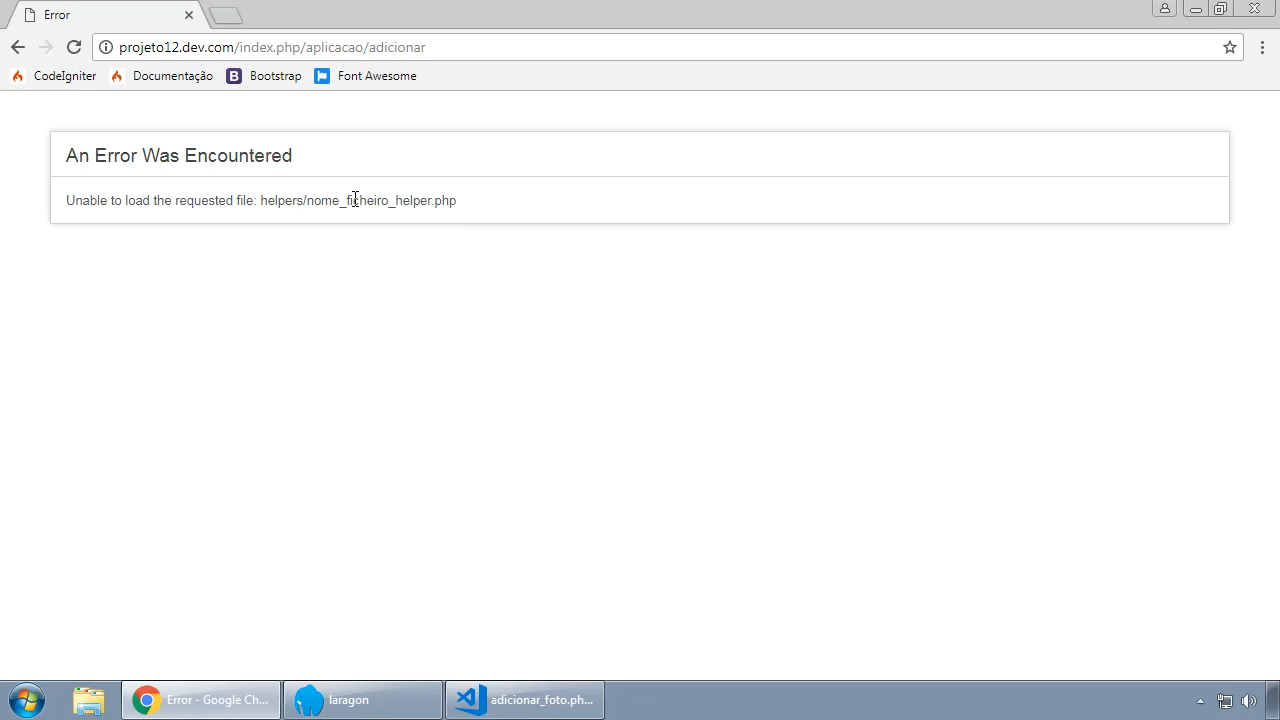 Error
projeto12.dev.com/index.php/aplicacao/adicionar
CodeIgniter Documentação B Bootstrap Font Awesome
An Error Was Encountered
Unable to load the requested file: helpers/nome_ficheiro_helper.php
Error - Google Ch... laragon adicionar_foto.ph...